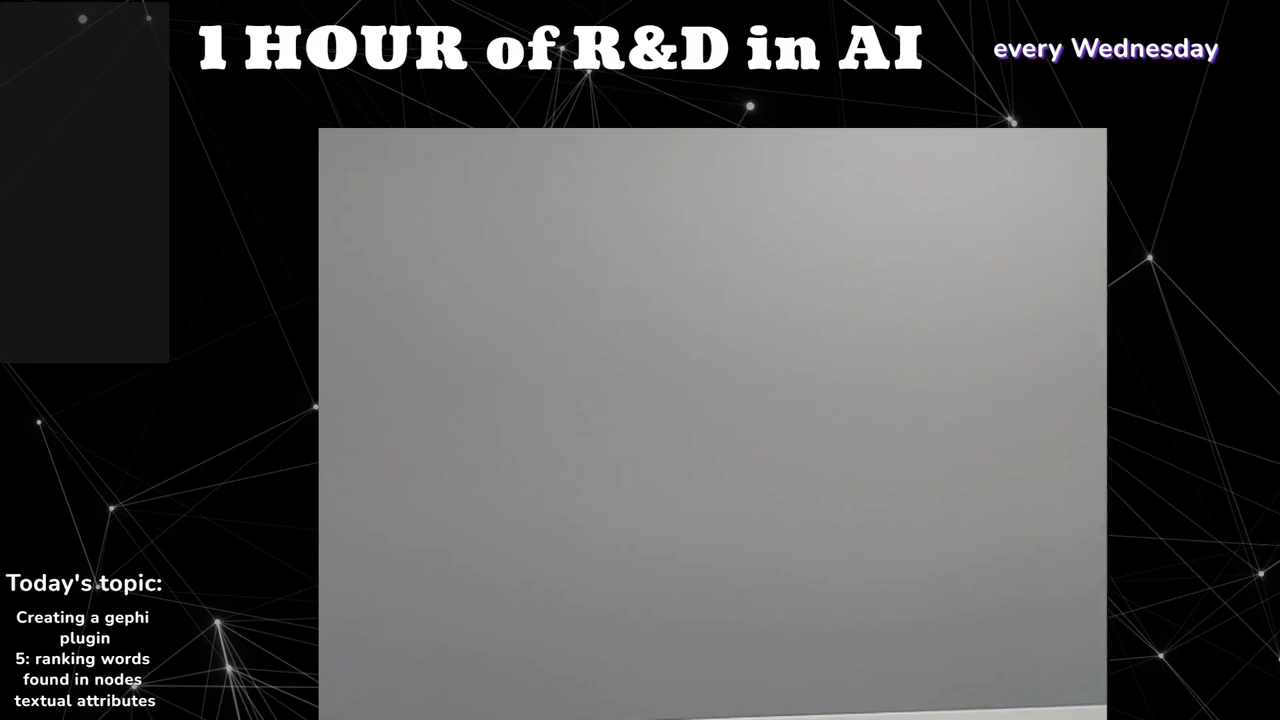 1 HOUR of R&D in AI
every Wednesday
Today's topic:
Creating a gephi
plugin
5: ranking words
found in nodes
textual attributes